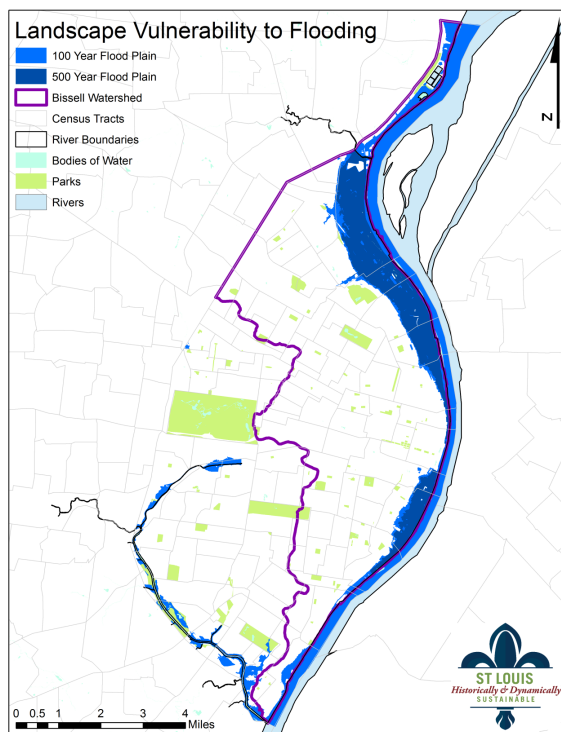 Landscape Vulnerability to Flooding
100 Year Flood Plain
500 Year Flood Plain
Bissell Watershed
Census Tracts
River Boundaries
Bodies of Water
Parks
Rivers
N
ST LOUIS
Historically & Dynamically
SUSTAINABLE
0 0.5 1 2 3 4
Miles